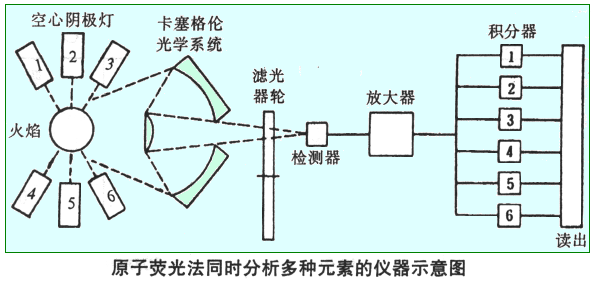 空心阴极灯
卡塞格伦
光学系统
积分器
1
2
3
滤光
器轮
放大器
1
2
3
火焰
检测器
4
5
6
4
5
6
读出
原子荧光法同时分析多种元素的仪器示意图